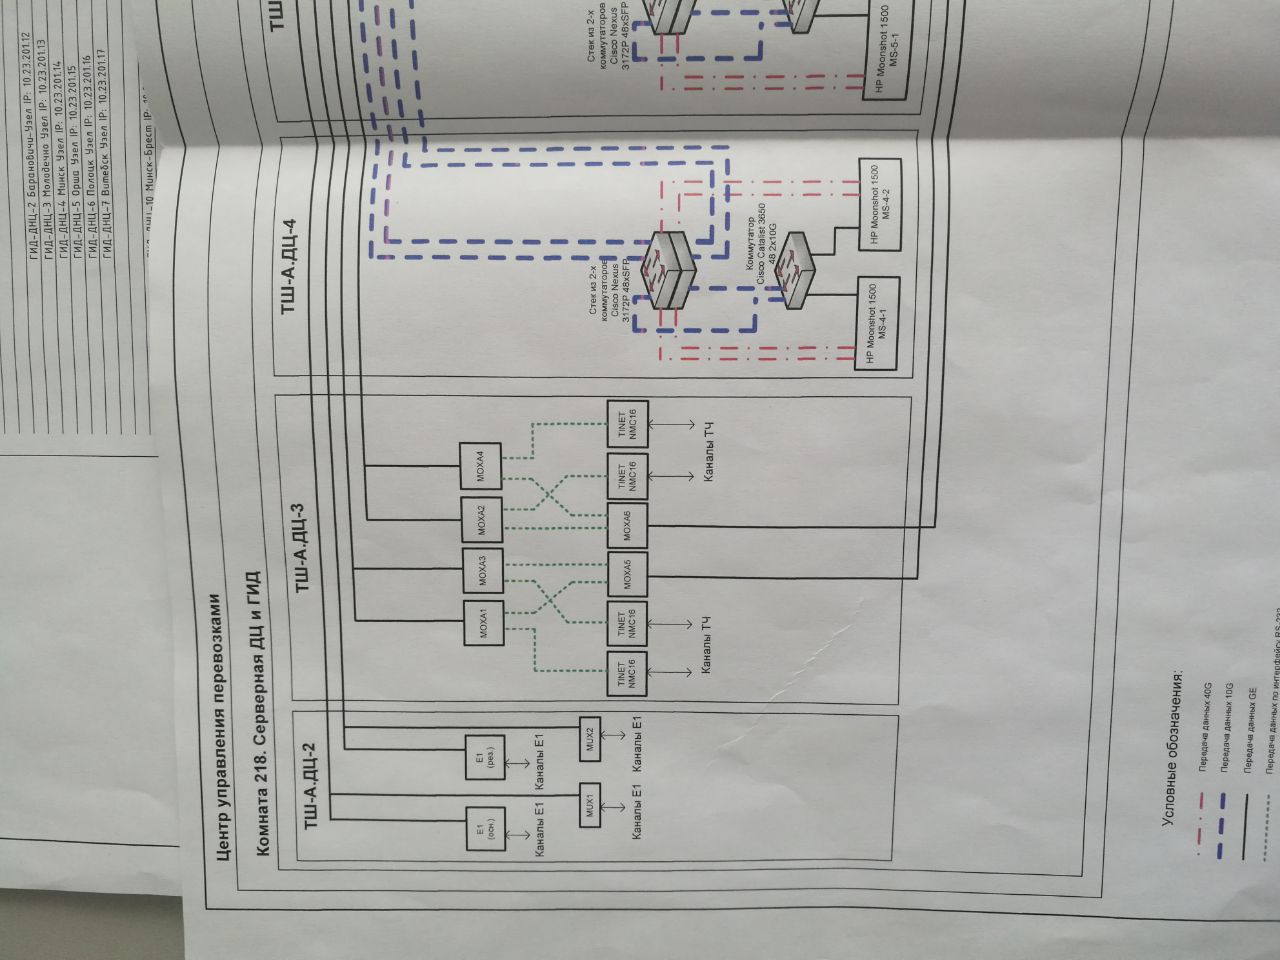 ГИД-ДНЦ-2 Барановичи-Узел IP: 10.23.201.12
ГИД-ДНЦ-3 Молодечно Узел IP: 10.23.201.13
ГИД-ДНЦ-4 Минск Узел IP: 10.23.201.14
ГИД-ДНЦ-5 Орша Узел IP: 10.23.201.15
ГИД-ДНЦ-6 Полоцк Узел IP: 10.23.201.16
ГИД-ДНЦ-7 Витебск Узел IP: 10.23.201.17
Минск-Брест IP:
Центр управления перевозками
Комната 218. Серверная ДЦ и ГИД
ТШ-А.ДЦ-2
E1
(осн.)
Каналы E1
E1
(рез.)
Каналы E1
MUX1
Каналы E1
MUX2
Каналы E1
ТШ-А.ДЦ-3
MOXA1
MOXA3
MOXA2
MOXA4
TINET
NMC16
TINET
NMC16
MOXA5
MOXA6
TINET
NMC16
TINET
NMC16
Каналы ТЧ
Каналы ТЧ
ТШ-А.ДЦ-4
Стек из 2-х
коммутаторов
Cisco Nexus
3172P 48xSFP
Коммутатор
Cisco Catalist 3650
48 2x10G
HP Moonshot 1500
MS-4-1
HP Moonshot 1500
MS-4-2
ТШ
Стек из 2-х
коммутаторов
Cisco Nexus
3172P 48xSFP
HP Moonshot 1500
MS-5-1
Условные обозначения:
Передача данных 40G
Передача данных 10G
Передача данных GE
Передача данных по интерфейсу RS-232